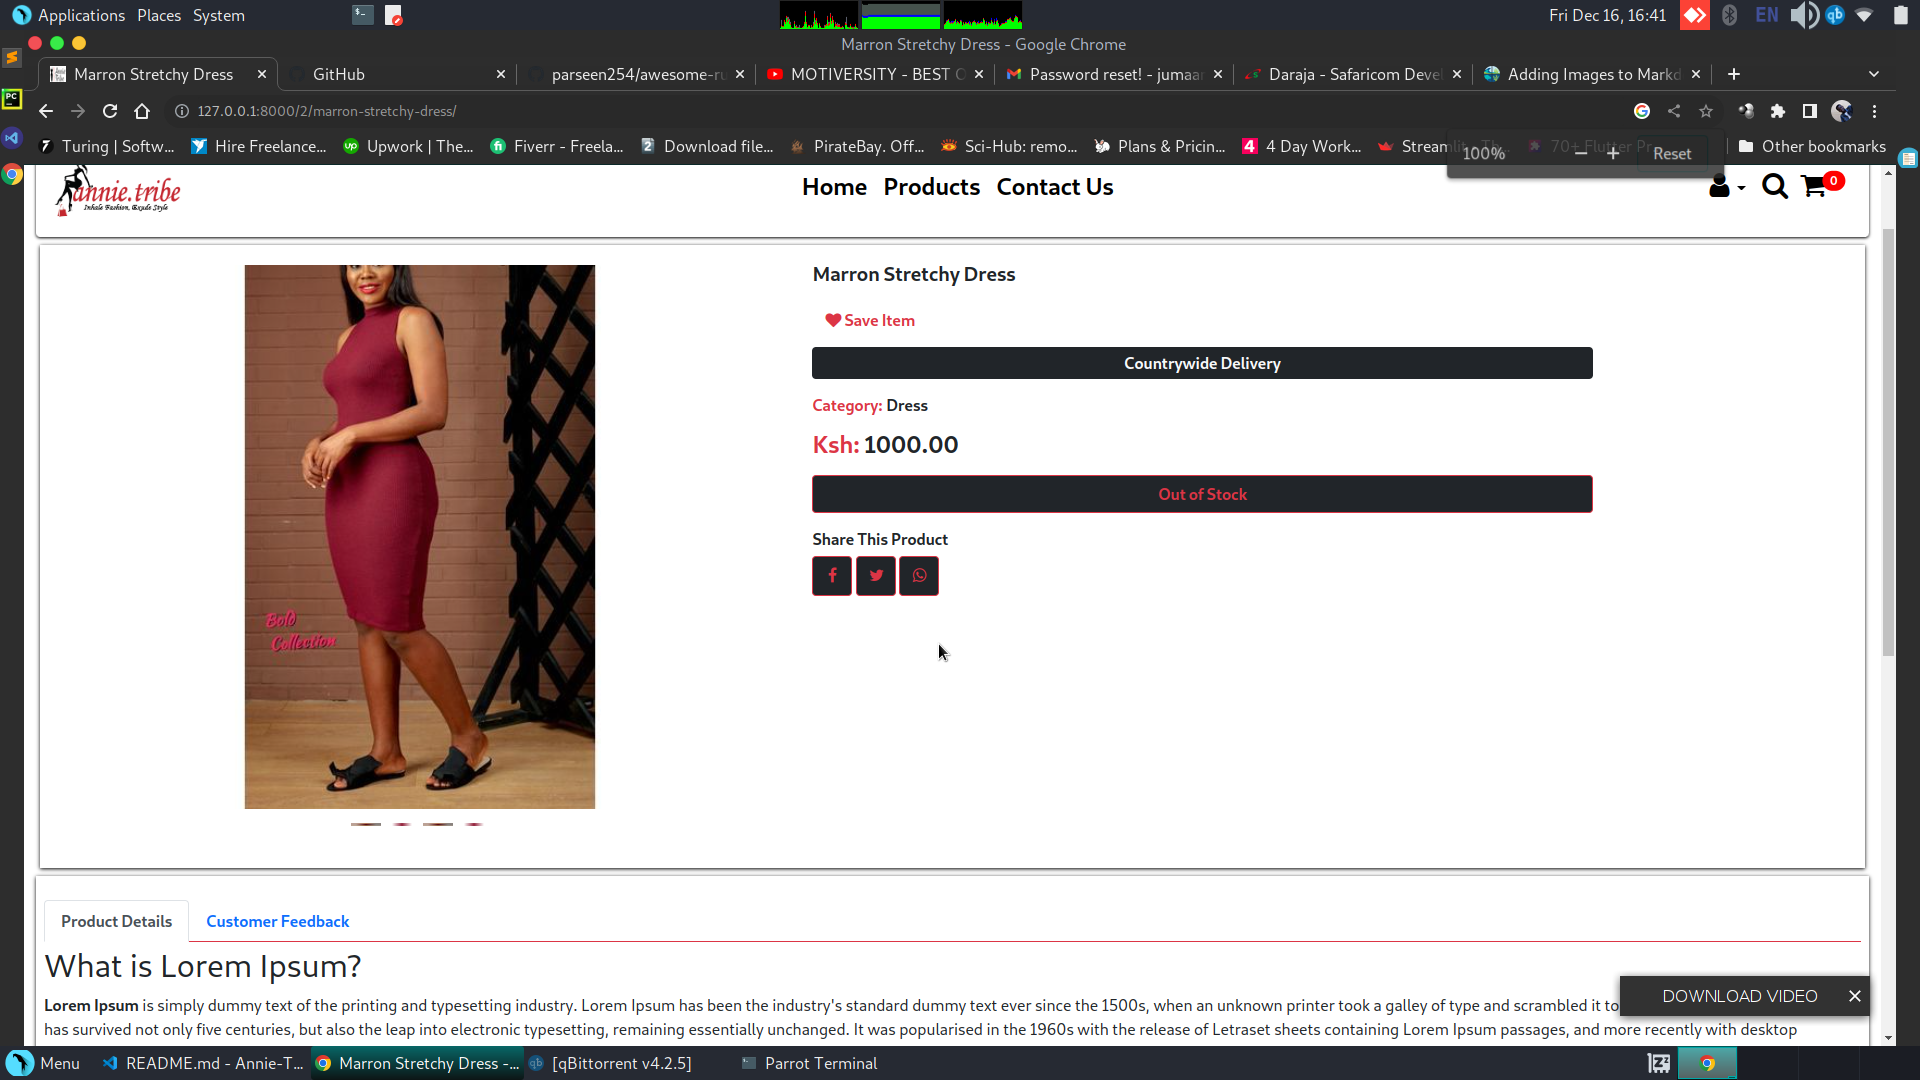 Applications Places System
Fri Dec 16, 16:41
EN
qb
Marron Stretchy Dress - Google Chrome
Marron Stretchy Dress
GitHub
parseen254/awesome-ru
MOTIVERSITY - BEST O
Password reset! - jumaar
Daraja - Safaricom Deve
Adding Images to Markd
127.0.0.1:8000/2/marron-stretchy-dress/
Turing | Softw...
Hire Freelance...
Upwork | The...
Fiverr - Freela...
Download file...
PirateBay. Off...
Sci-Hub: remo...
Plans & Pricin...
4 Day Work...
Other bookmarks
100%
Reset
annie.tribe
Inhale Fashion, Exude Style
Home Products Contact Us
0
Marron Stretchy Dress
Save Item
Countrywide Delivery
Category: Dress
Ksh: 1000.00
Out of Stock
Share This Product
Bold
Collection
Product Details
Customer Feedback
What is Lorem Ipsum?
Lorem Ipsum is simply dummy text of the printing and typesetting industry. Lorem Ipsum has been the industry's standard dummy text ever since the 1500s, when an unknown printer took a galley of type and scrambled it to
has survived not only five centuries, but also the leap into electronic typesetting, remaining essentially unchanged. It was popularised in the 1960s with the release of Letraset sheets containing Lorem Ipsum passages, and more recently with desktop
DOWNLOAD VIDEO
Menu
README.md - Annie-T...
Marron Stretchy Dress -...
[qBittorrent v4.2.5]
Parrot Terminal